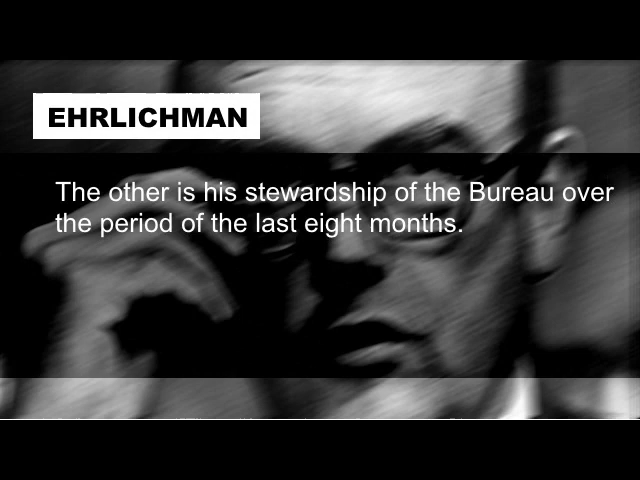 EHRLICHMAN
The other is his stewardship of the Bureau over
the period of the last eight months.